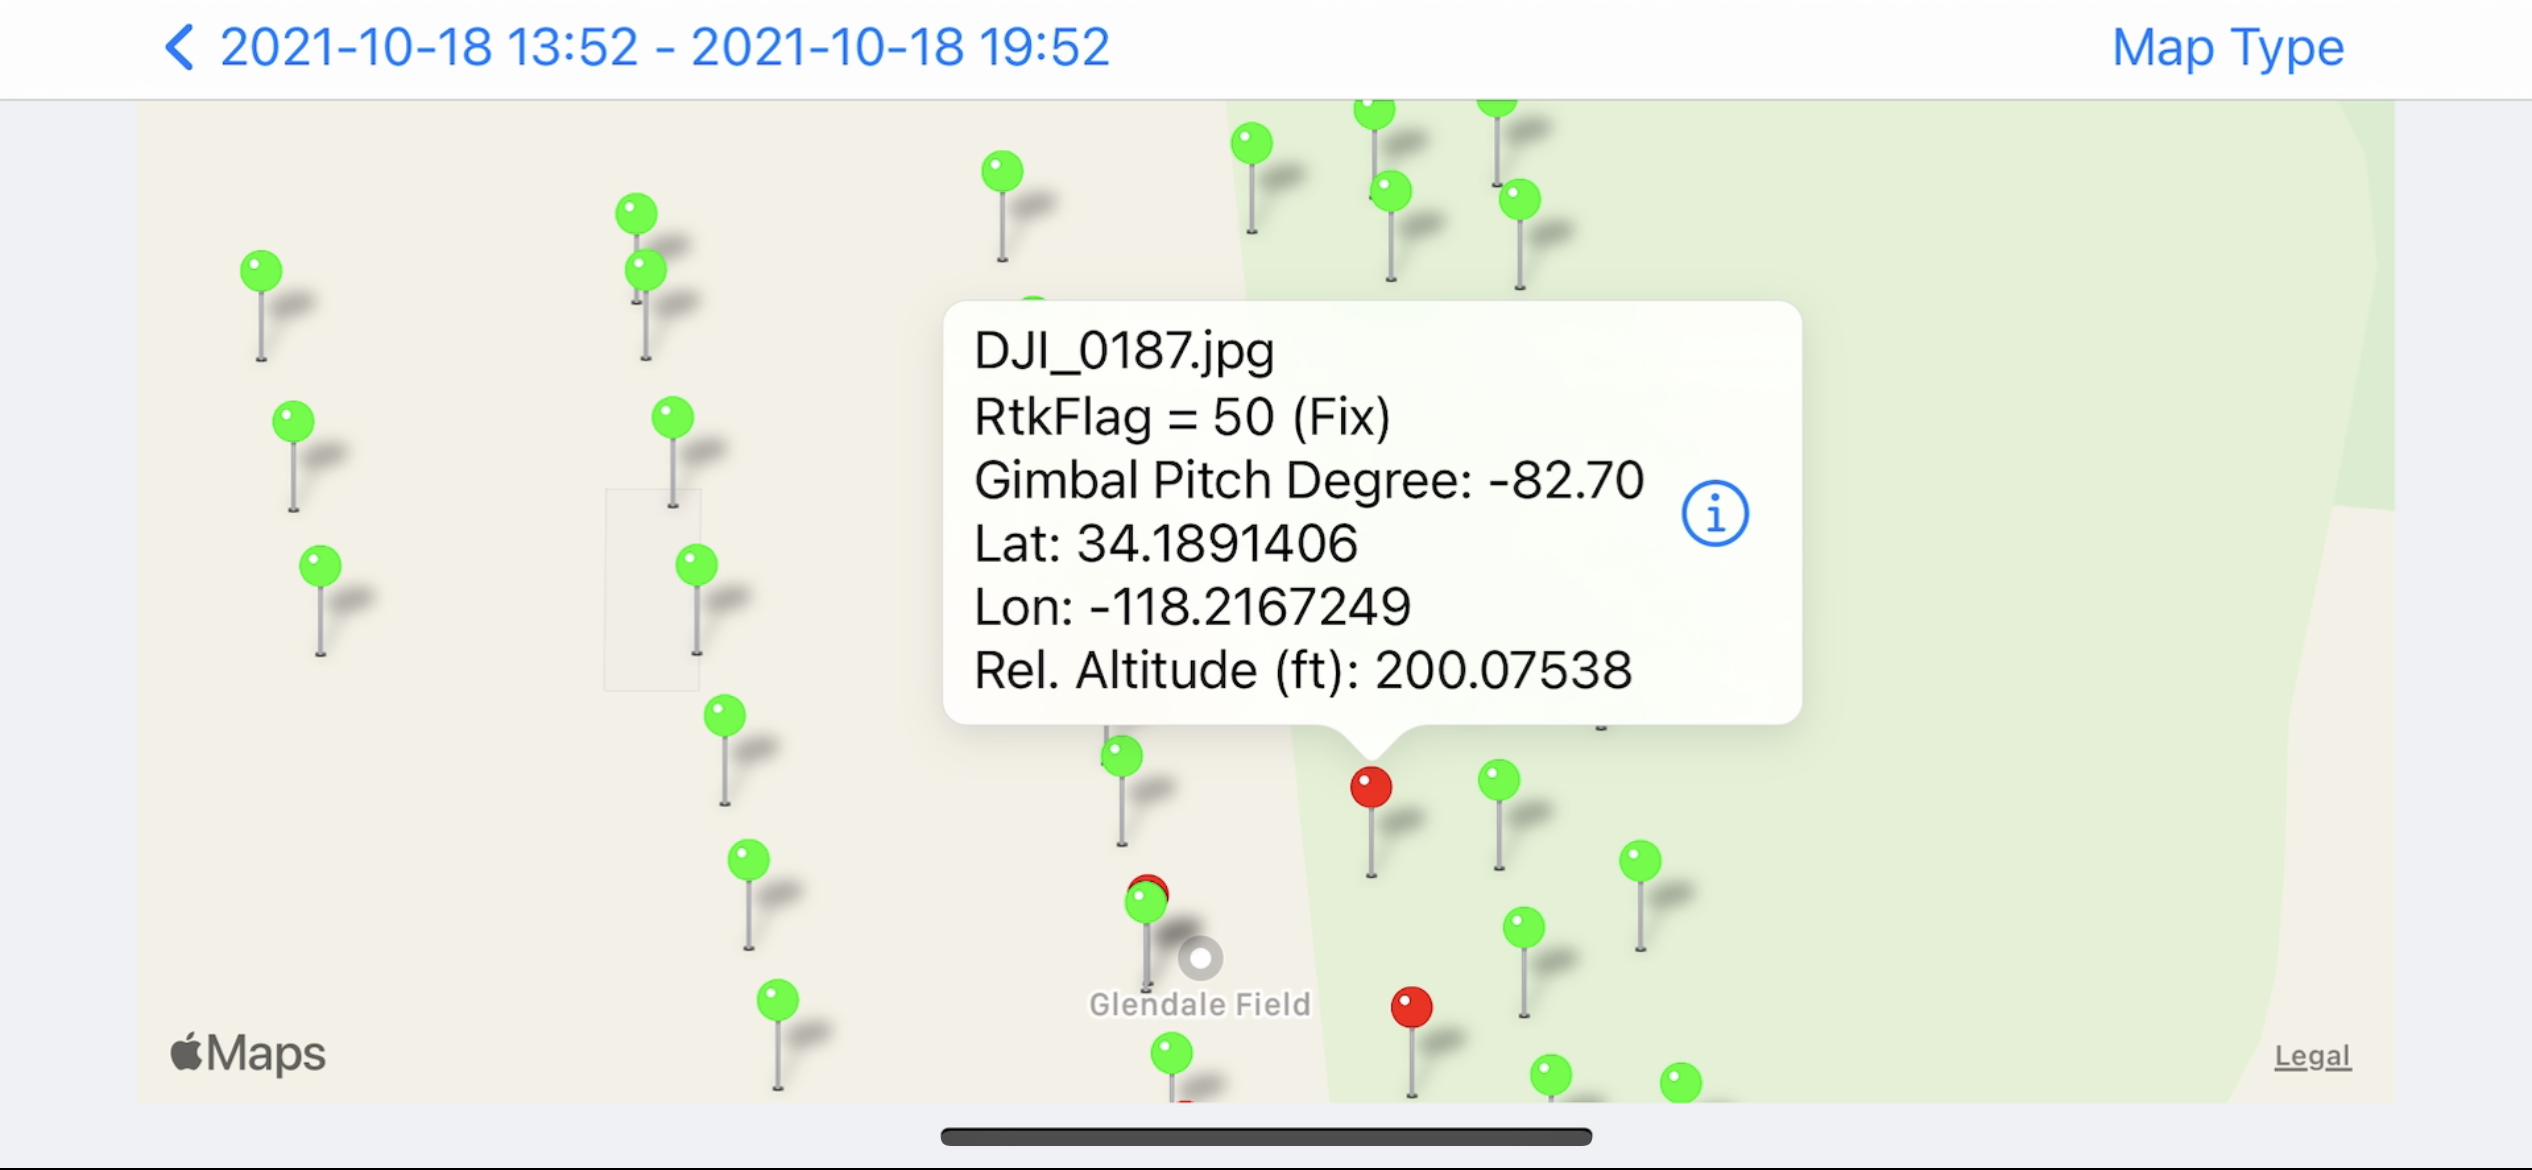 2021-10-18 13:52 - 2021-10-18 19:52
Map Type
DJI_0187.jpg
RtkFlag = 50 (Fix)
Gimbal Pitch Degree: -82.70
Lat: 34.1891406
Lon: -118.2167249
Rel. Altitude (ft): 200.07538
Glendale Field
Maps
Legal